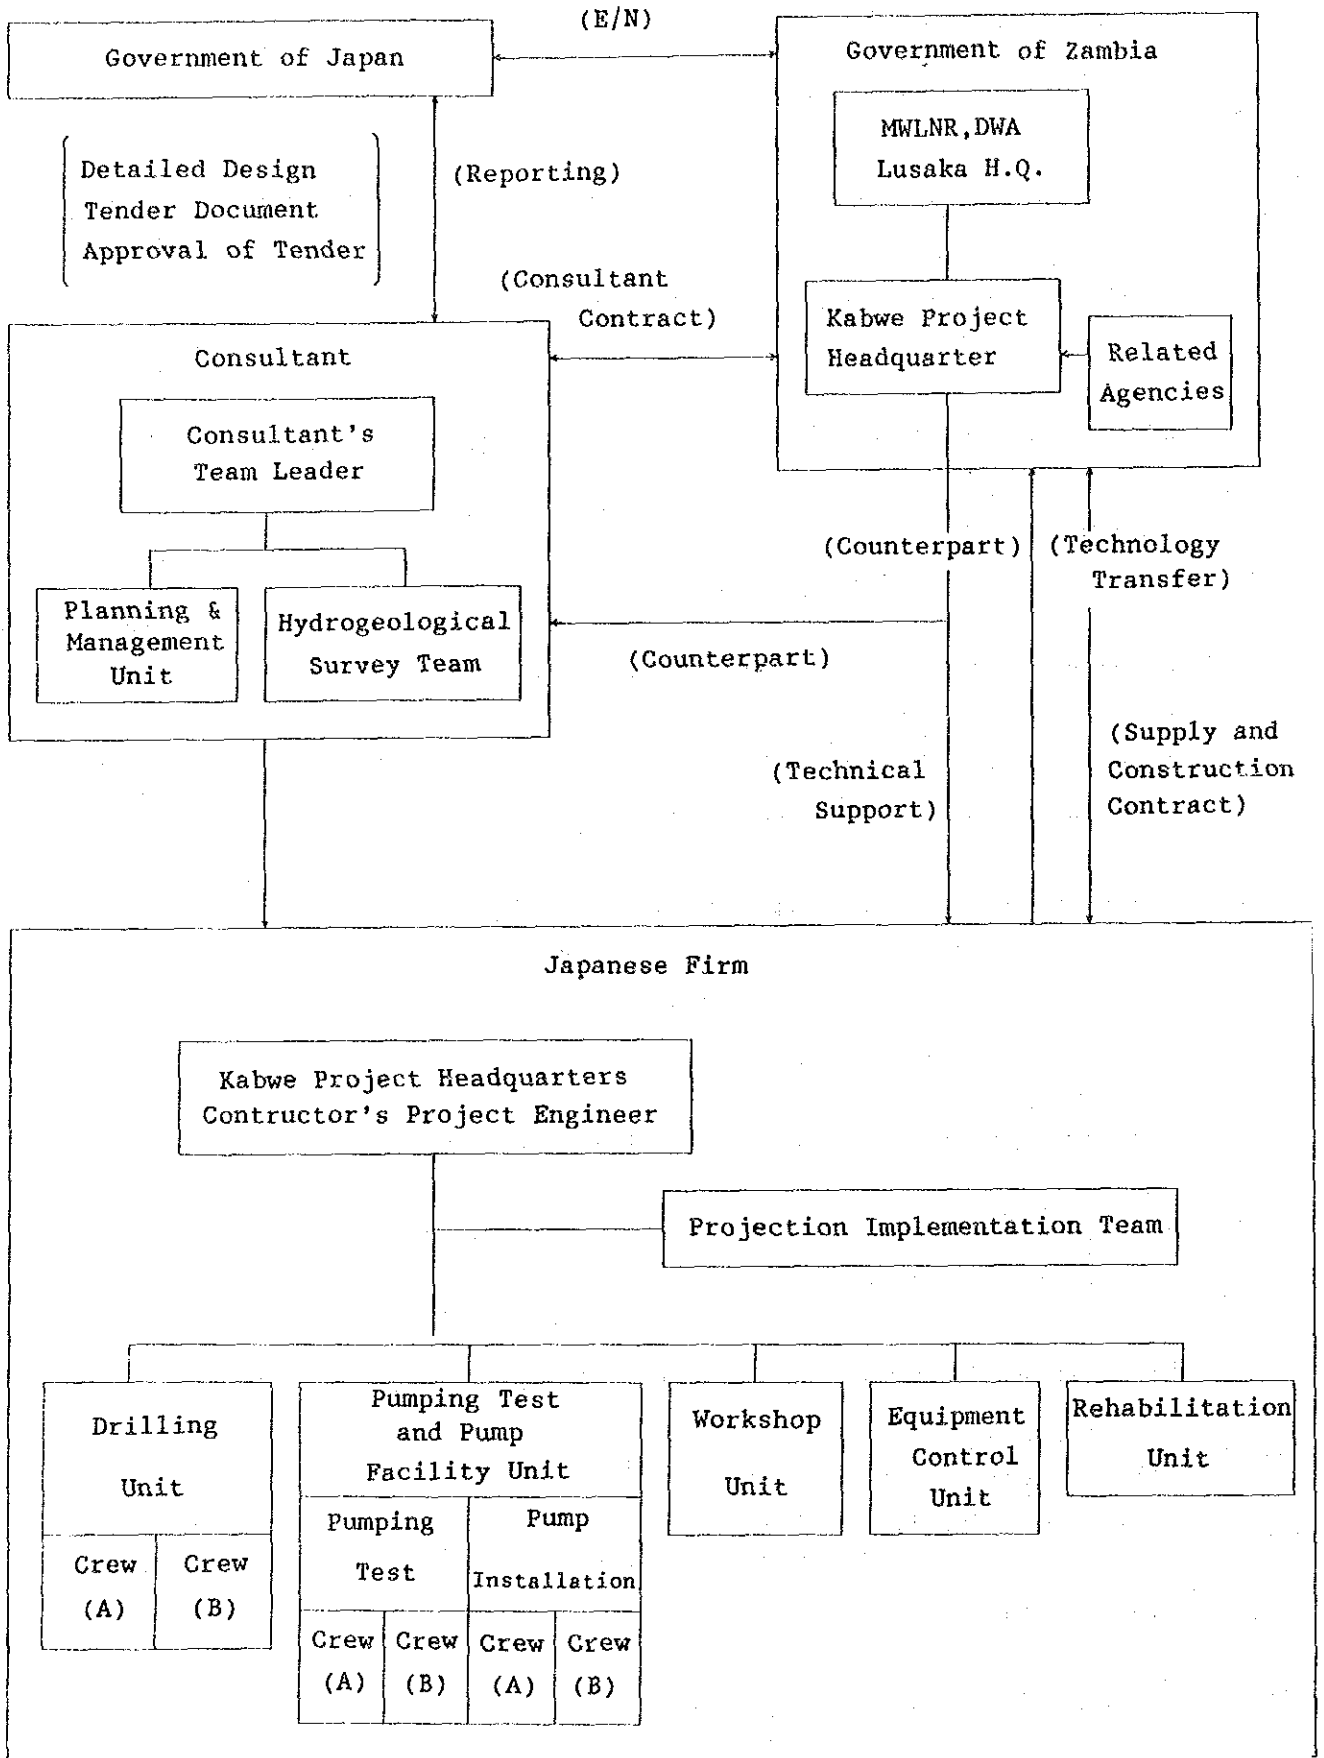 (E/N)
Government of Japan
Government of Zambia
MWLNR,DWA
Lusaka H.Q.
Detailed Design
Tender Document
Approval of Tender
(Reporting)
(Consultant
Contract)
Kabwe Project
Headquarter
Related
Agencies
Consultant
Consultant's
Team Leader
Planning &
Management
Unit
Hydrogeological
Survey Team
(Counterpart)
(Technology
Transfer)
(Counterpart)
(Technical
Support)
(Supply and
Construction
Contract)
Japanese Firm
Kabwe Project Headquarters
Contructor's Project Engineer
Projection Implementation Team
Drilling
Unit
Crew
(A)
Crew
(B)
Pumping Test
and Pump
Facility Unit
Pumping
Test
Pump
Installation
Crew
(A)
Crew
(B)
Crew
(A)
Crew
(B)
Workshop
Unit
Equipment
Control
Unit
Rehabilitation
Unit